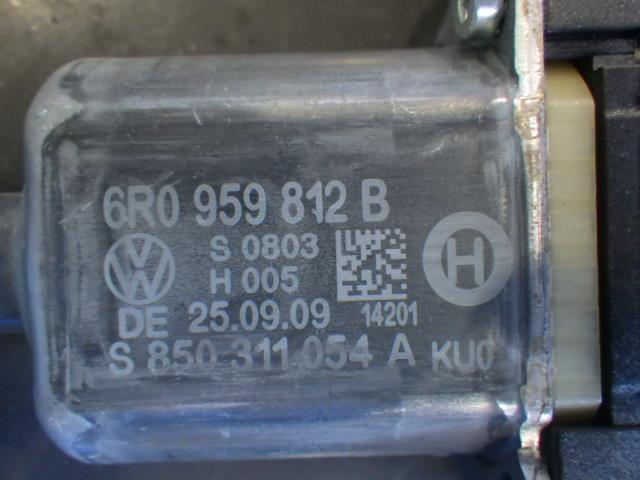 6R0 959 812 B
S 0803
H 005
DE 25.09.09 14201
S 850 311.054 A KU0
H